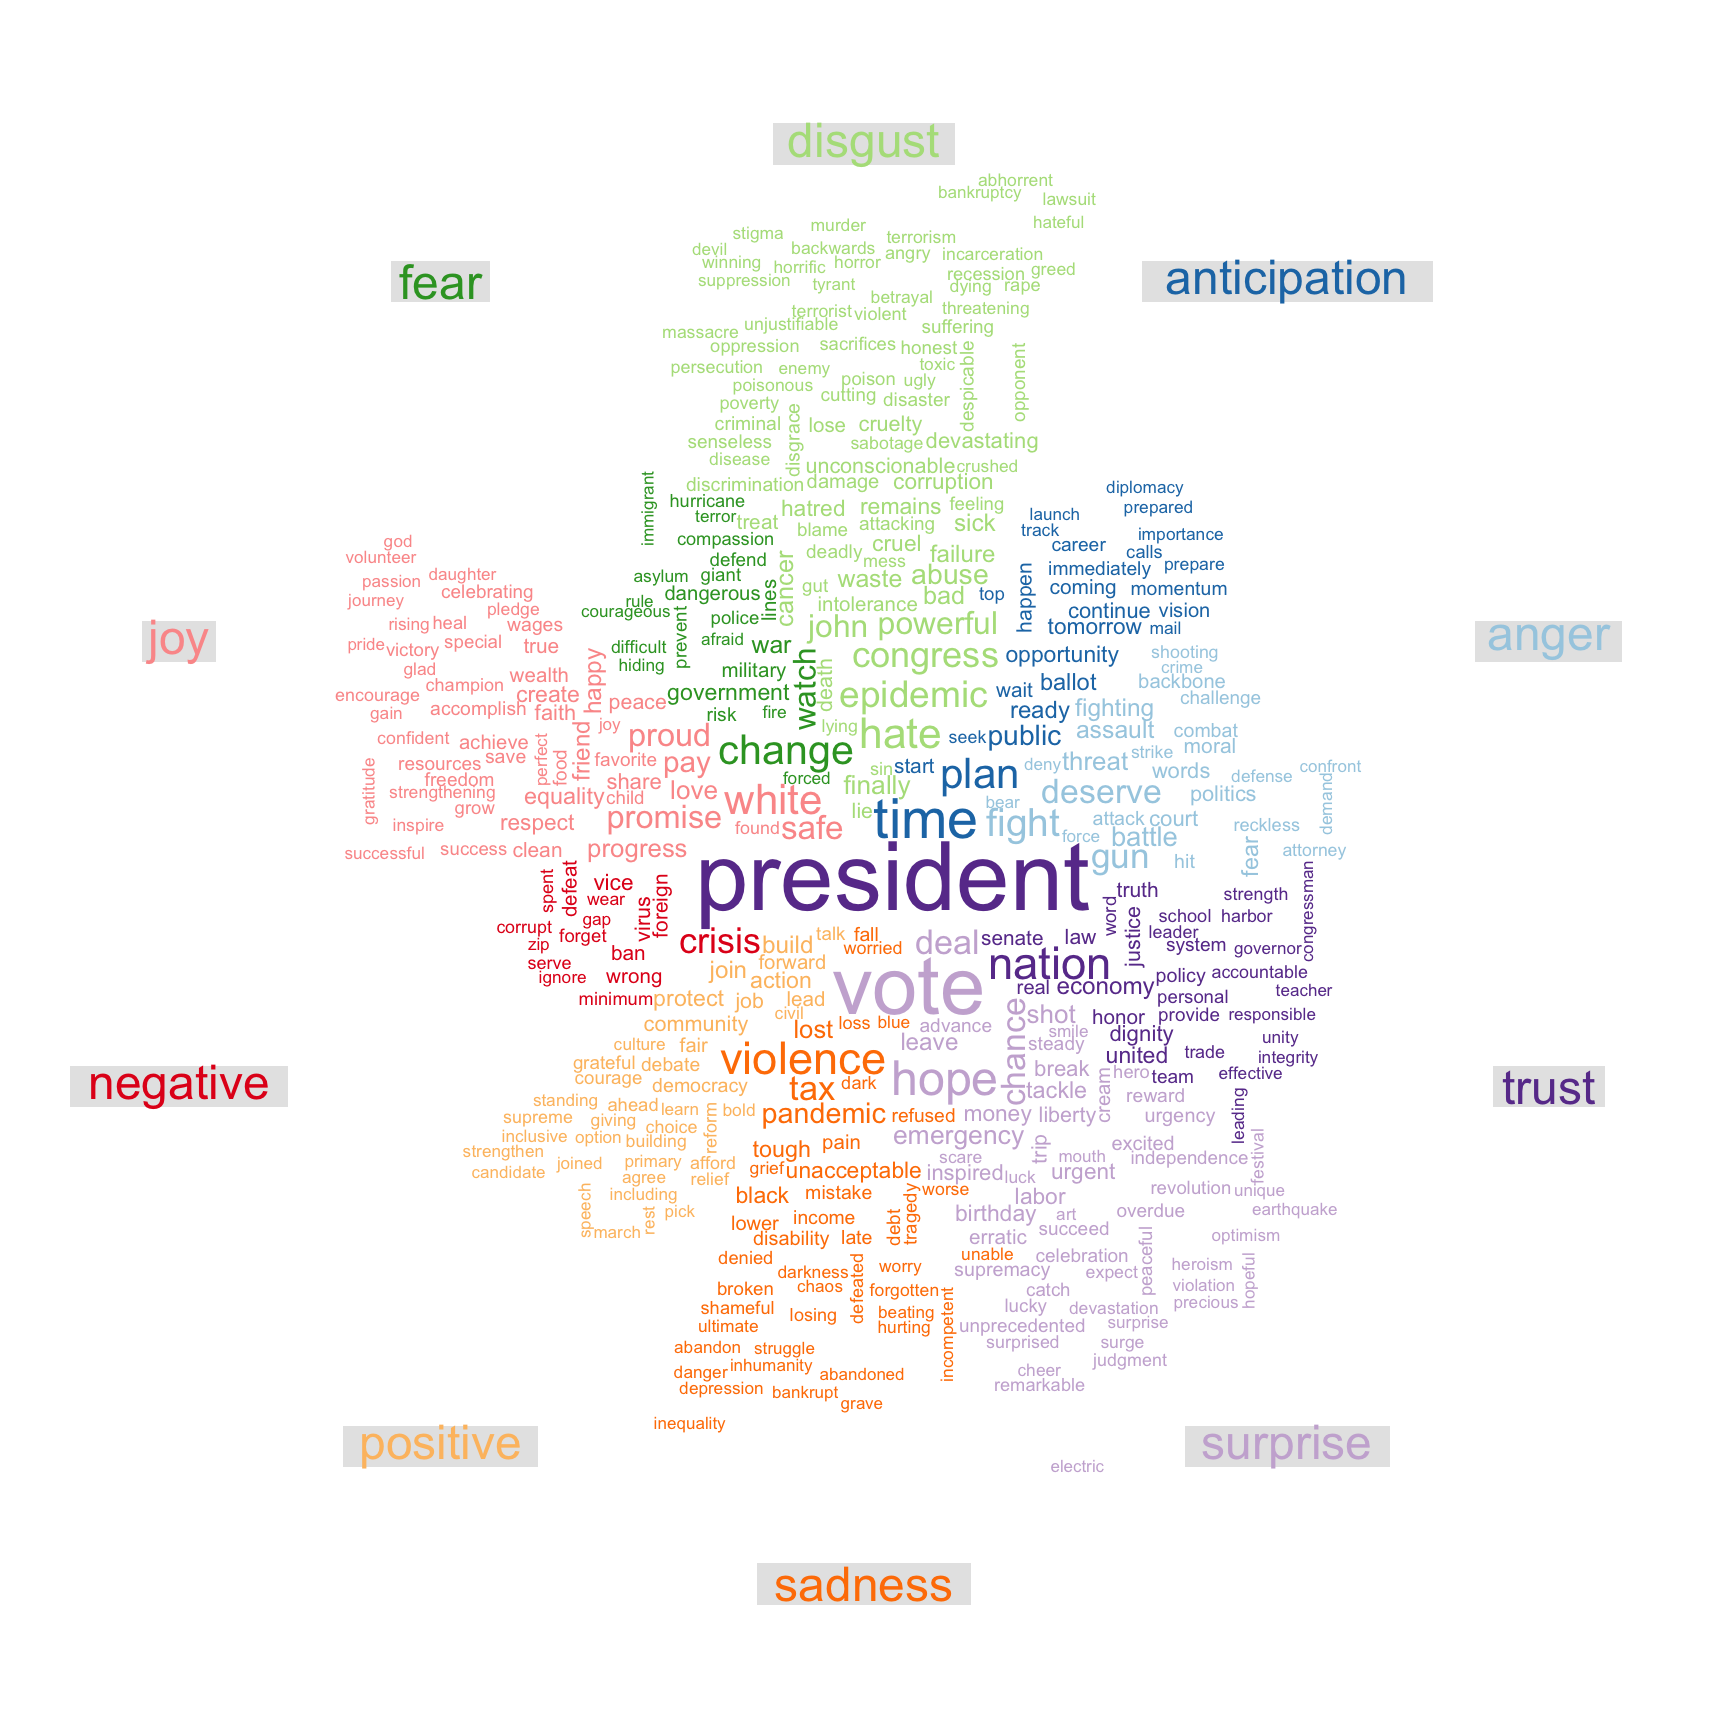 disgust
abhorrent
bankruptcy
lawsuit
hateful
murder
stigma
terrorism
devil
backwards
angry
incarceration
winning
horrific
horror
recession
greed
suppression
tyrant
dying
rape
betrayal
terrorist
violent
threatening
massacre
unjustifiable
suffering
oppression
sacrifices
honest
persecution
enemy
toxic
despicable
opponent
poisonous
poison
ugly
poverty
cutting
disaster
criminal
disgrace
lose
cruelty
senseless
sabotage
devastating
disease
unconscionable
crushed
discrimination
damage
corruption
hatred
remains
feeling
treat
blame
attacking
sick
deadly
cruel
mess
failure
cancer
gut
waste
abuse
intolerance
bad
john
powerful
congress
death
epidemic
lying
hate
sin
finally
lie
fear
immigrant
hurricane
terror
compassion
defend
asylum
giant
rule
dangerous
lines
courageous
prevent
police
difficult
afraid
war
hiding
military
watch
government
risk
fire
change
forced
anticipation
diplomacy
prepared
launch
track
importance
career
calls
happen
immediately
prepare
top
coming
momentum
continue
vision
tomorrow
mail
opportunity
wait
ballot
ready
seek
public
start
plan
time
joy
god
volunteer
passion
daughter
celebrating
journey
pledge
rising
heal
wages
pride
victory
special
true
glad
wealth
happy
encourage
champion
create
peace
gain
accomplish
faith
joy
confident
achieve
perfect
friend
proud
resources
save
food
favorite
pay
gratitude
freedom
share
love
strengthening
equality
child
white
grow
promise
inspire
respect
found
safe
successful
success
clean
progress
anger
shooting
crime
backbone
challenge
fighting
assault
combat
moral
strike
deny
threat
words
defense
confront
deserve
politics
demand
bear
fight
attack
court
reckless
force
battle
fear
attorney
gun
hit
president
negative
spent
defeat
vice
wear
foreign
virus
gap
corrupt
forget
zip
crisis
ban
serve
ignore
wrong
minimum
trust
truth
strength
congressman
word
justice
school
harbor
leader
senate
law
system
governor
nation
policy
accountable
real
economy
teacher
personal
honor
provide
responsible
dignity
unity
united
trade
integrity
team
effective
leading
positive
build
talk
join
forward
action
protect
job
lead
civil
community
culture
fair
grateful
debate
courage
democracy
standing
ahead
learn
reform
bold
supreme
giving
choice
inclusive
option
building
strengthen
joined
primary
afford
candidate
agree
relief
speech
including
rest
pick
march
surprise
deal
vote
chance
shot
advance
smile
leave
steady
hope
break
hero
tackle
cream
reward
money
liberty
urgency
emergency
trip
excited
festival
scare
mouth
independence
inspired
luck
urgent
labor
revolution
unique
birthday
art
overdue
earthquake
succeed
erratic
optimism
celebration
peaceful
supremacy
expect
heroism
hopeful
catch
violation
lucky
devastation
precious
unprecedented
surprise
surprised
surge
judgment
cheer
remarkable
electric
sadness
fall
worried
lost
loss
blue
violence
tax
dark
pandemic
refused
tough
pain
grief
unacceptable
black
mistake
worse
tragedy
lower
income
debt
disability
late
denied
unable
darkness
worry
broken
chaos
defeated
forgotten
shameful
losing
beating
ultimate
hurting
incompetent
abandon
struggle
danger
inhumanity
abandoned
depression
bankrupt
grave
inequality